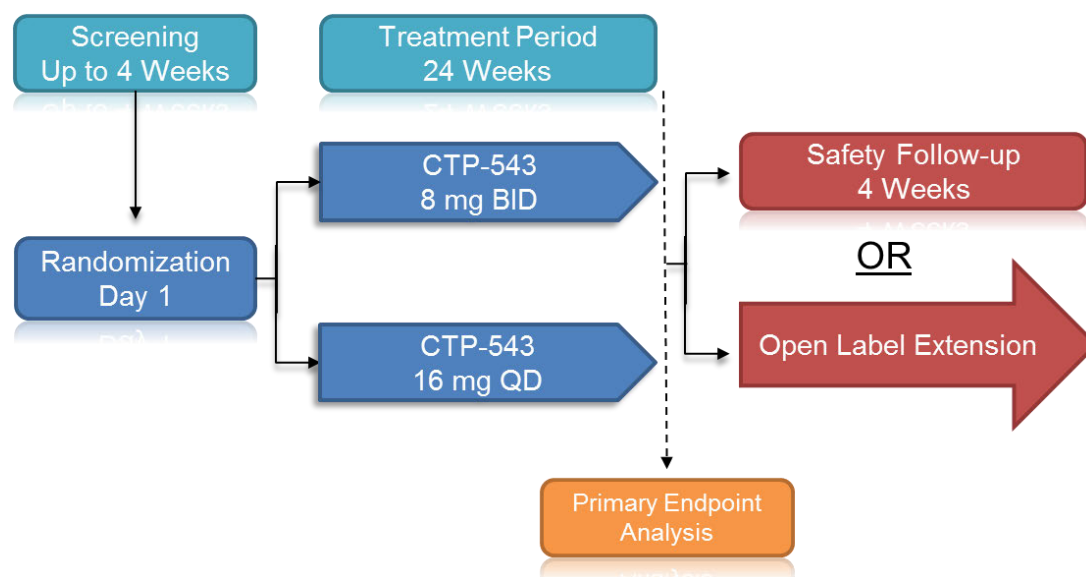 Screening
Up to 4 Weeks
Treatment Period
24 Weeks
CTP-543
8 mg BID
Safety Follow-up
4 Weeks
Randomization
Day 1
OR
CTP-543
16 mg QD
Open Label Extension
Primary Endpoint
Analysis